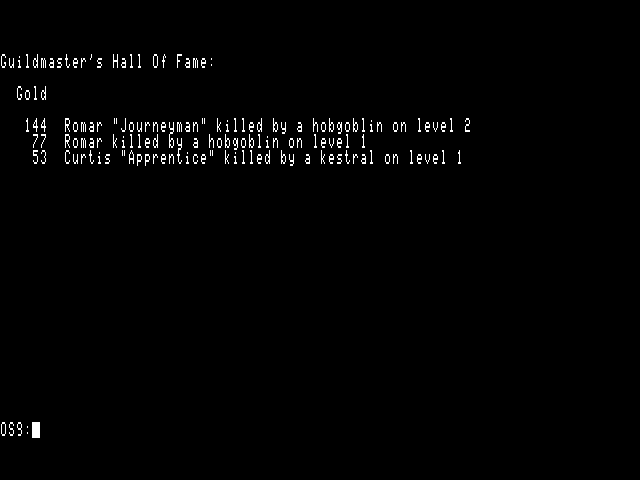 Guildmaster's Hall Of Fame:
Gold
144 Romar "Journeyman" killed by a hobgoblin on level 2
77 Romar killed by a hobgoblin on level 1
53 Curtis "Apprentice" killed by a kestral on level 1
OS9: